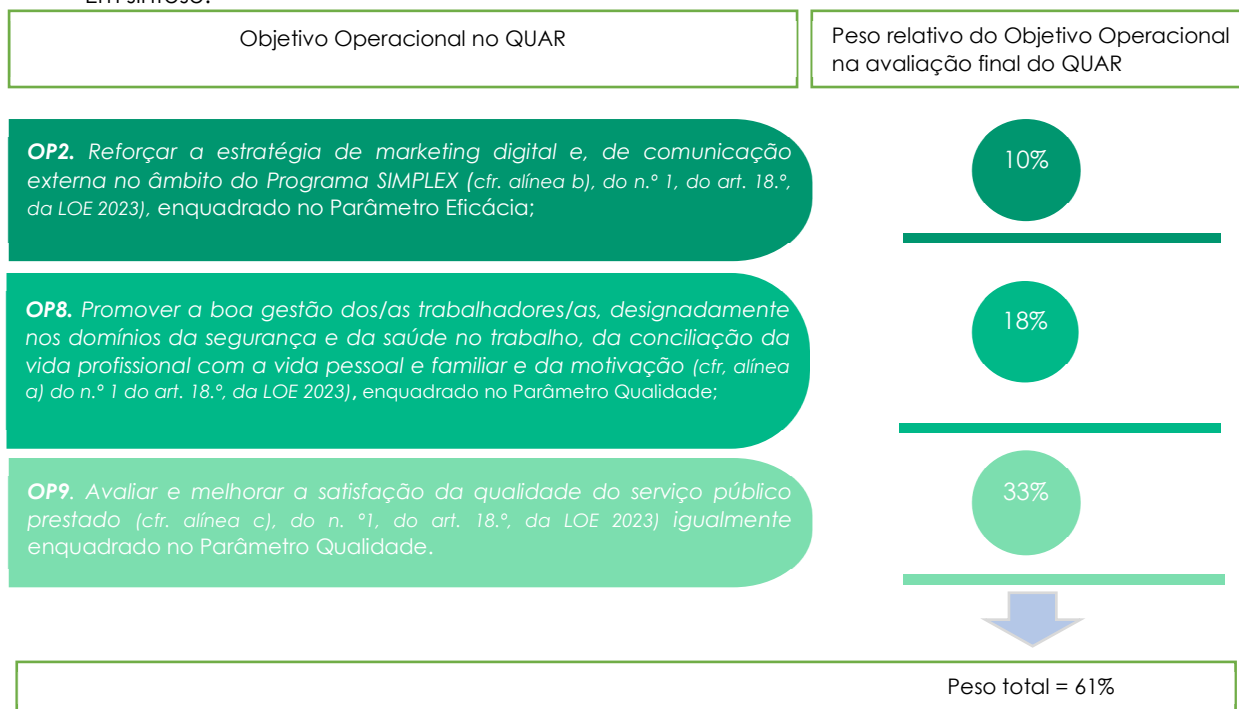 Em síntese:
Objetivo Operacional no QUAR
Peso relativo do Objetivo Operacional
na avaliação final do QUAR
OP2. Reforçar a estratégia de marketing digital e, de comunicação
externa no âmbito do Programa SIMPLEX (cfr. alínea b), do n.º 1, do art. 18.º,
da LOE 2023), enquadrado no Parâmetro Eficácia;
10%
OP8. Promover a boa gestão dos/as trabalhadores/as, designadamente
nos domínios da segurança e da saúde no trabalho, da conciliação da
vida profissional com a vida pessoal e familiar e da motivação (cfr, alínea
a) do n.º 1 do art. 18.º, da LOE 2023), enquadrado no Parâmetro Qualidade;
18%
OP9. Avaliar e melhorar a satisfação da qualidade do serviço público
prestado (cfr. alínea c), do n. º1, do art. 18.º, da LOE 2023) igualmente
enquadrado no Parâmetro Qualidade.
33%
Peso total = 61%